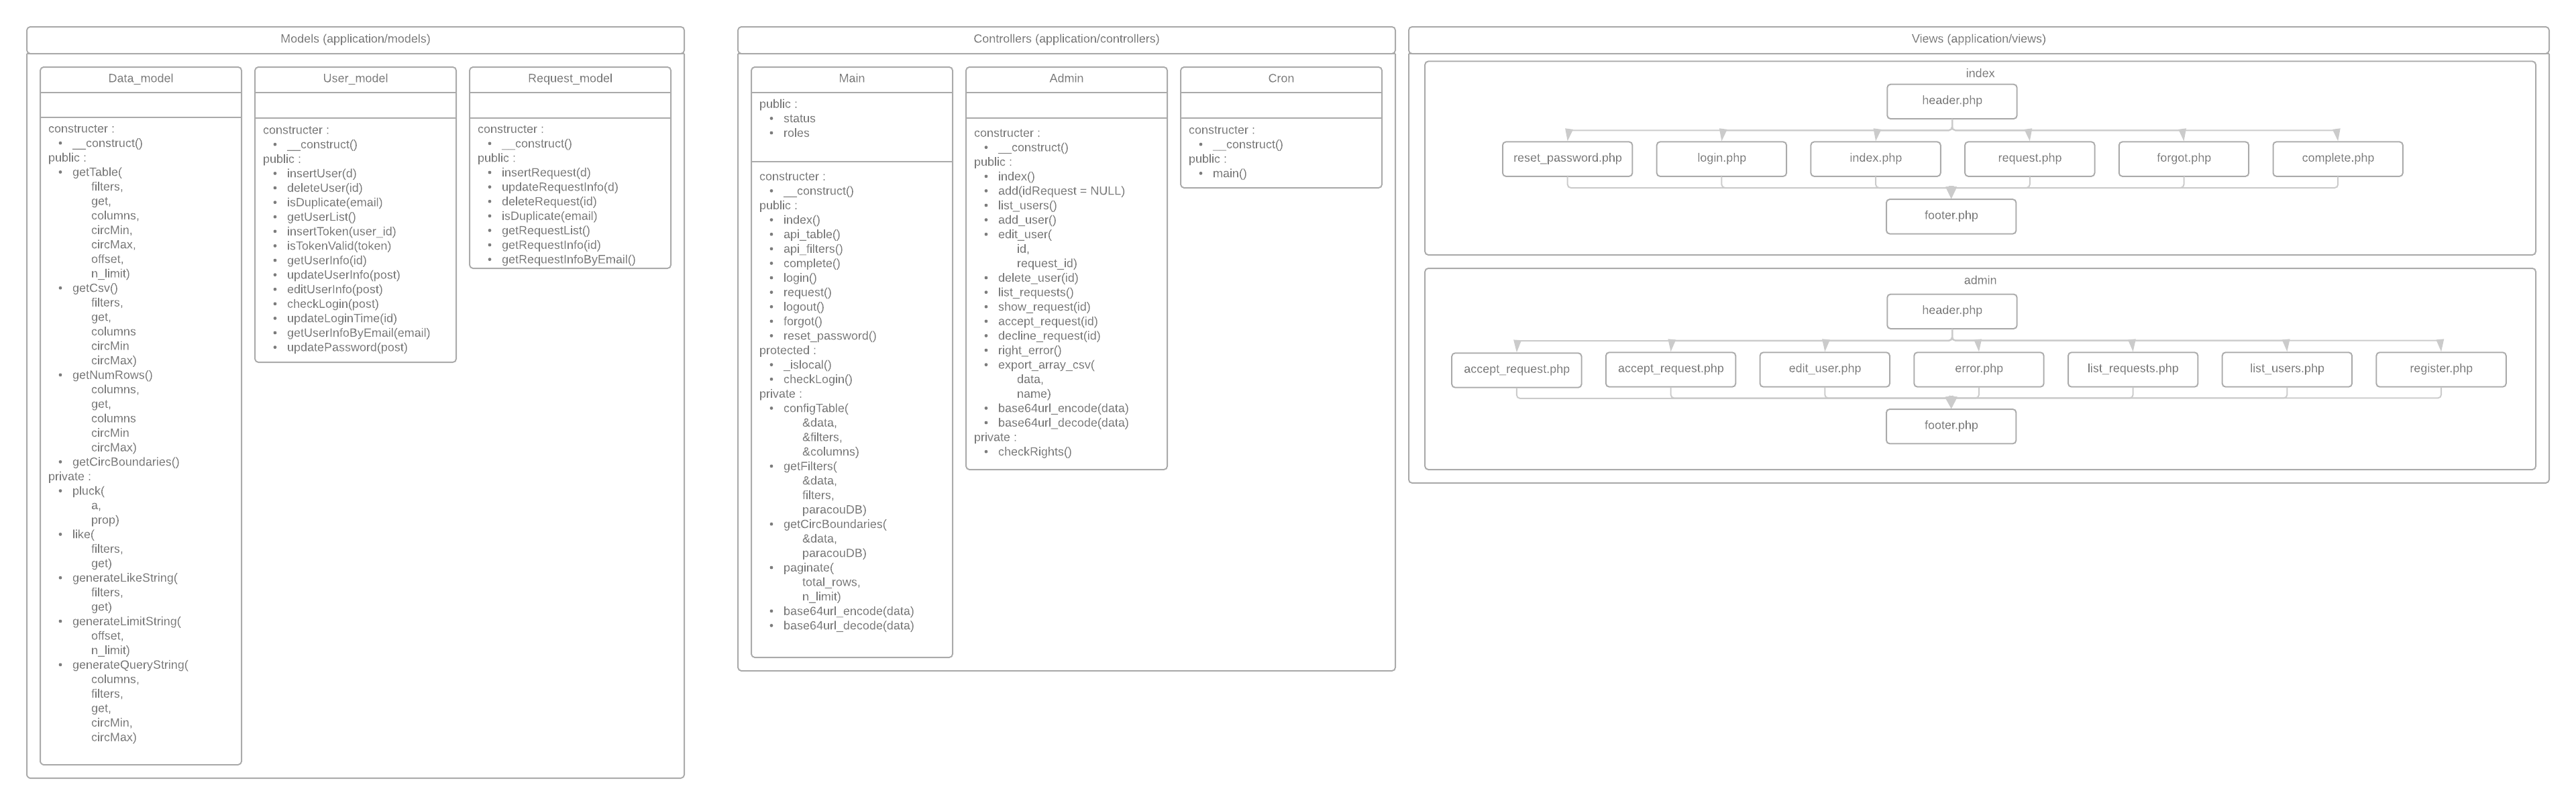 Models (application/models)
Data_model
constructer :
• __construct()
public :
• getTable(
filters,
get,
columns,
circMin,
circMax,
offset,
n_limit)
• getCsv()
filters,
get,
columns
circMin
circMax)
• getNumRows()
columns,
get,
columns
circMin
circMax)
• getCircBoundaries()
private :
• pluck(
a,
prop)
• like(
filters,
get)
• generateLikeString(
filters,
get)
• generateLimitString(
offset,
n_limit)
• generateQueryString(
columns,
filters,
get,
circMin,
circMax)
User_model
constructer :
• __construct()
public :
• insertUser(d)
• deleteUser(id)
• isDuplicate(email)
• getUserList()
• insertToken(user_id)
• isTokenValid(token)
• getUserInfo(id)
• updateUserInfo(post)
• editUserInfo(post)
• checkLogin(post)
• updateLoginTime(id)
• getUserInfoByEmail(email)
• updatePassword(post)
Request_model
constructer :
• __construct()
public :
• insertRequest(d)
• updateRequestInfo(d)
• deleteRequest(id)
• isDuplicate(email)
• getRequestList()
• getRequestInfo(id)
• getRequestInfoByEmail()
Controllers (application/controllers)
Main
public :
• status
• roles
constructer :
• __construct()
public :
• index()
• api_table()
• api_filters()
• complete()
• login()
• request()
• logout()
• forgot()
• reset_password()
protected :
• _islocal()
• checkLogin()
private :
• configTable(
&data,
&filters,
&columns)
• getFilters(
&data,
filters,
paracouDB)
• getCircBoundaries(
&data,
paracouDB)
• paginate(
total_rows,
n_limit)
• base64url_encode(data)
• base64url_decode(data)
Admin
constructer :
• __construct()
public :
• index()
• add(idRequest = NULL)
• list_users()
• add_user()
• edit_user(
id,
request_id)
• delete_user(id)
• list_requests()
• show_request(id)
• accept_request(id)
• decline_request(id)
• right_error()
• export_array_csv(
data,
name)
• base64url_encode(data)
• base64url_decode(data)
private :
• checkRights()
Cron
constructer :
• __construct()
public :
• main()
Views (application/views)
index
header.php
reset_password.php
login.php
index.php
request.php
forgot.php
complete.php
footer.php
admin
header.php
accept_request.php
accept_request.php
edit_user.php
error.php
list_requests.php
list_users.php
register.php
footer.php